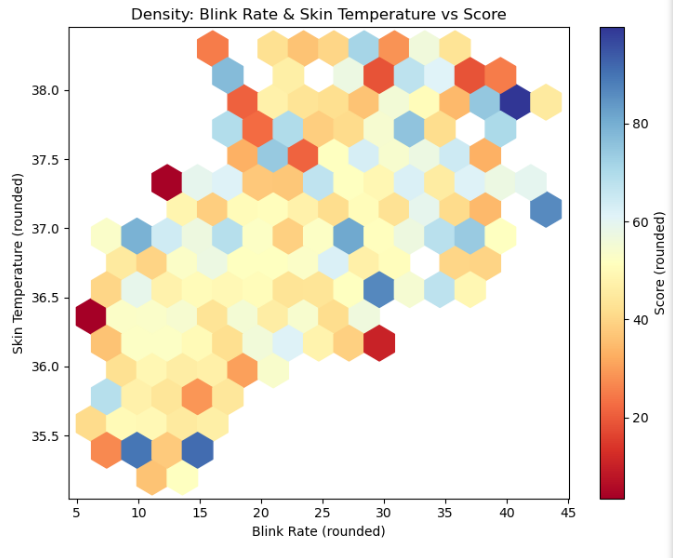 Density: Blink Rate & Skin Temperature vs Score
Skin Temperature (rounded)
38.0
37.5
37.0
36.5
36.0
35.5
5 10 15 20 25 30 35 40 45
Blink Rate (rounded)
80
60
40
20
Score (rounded)